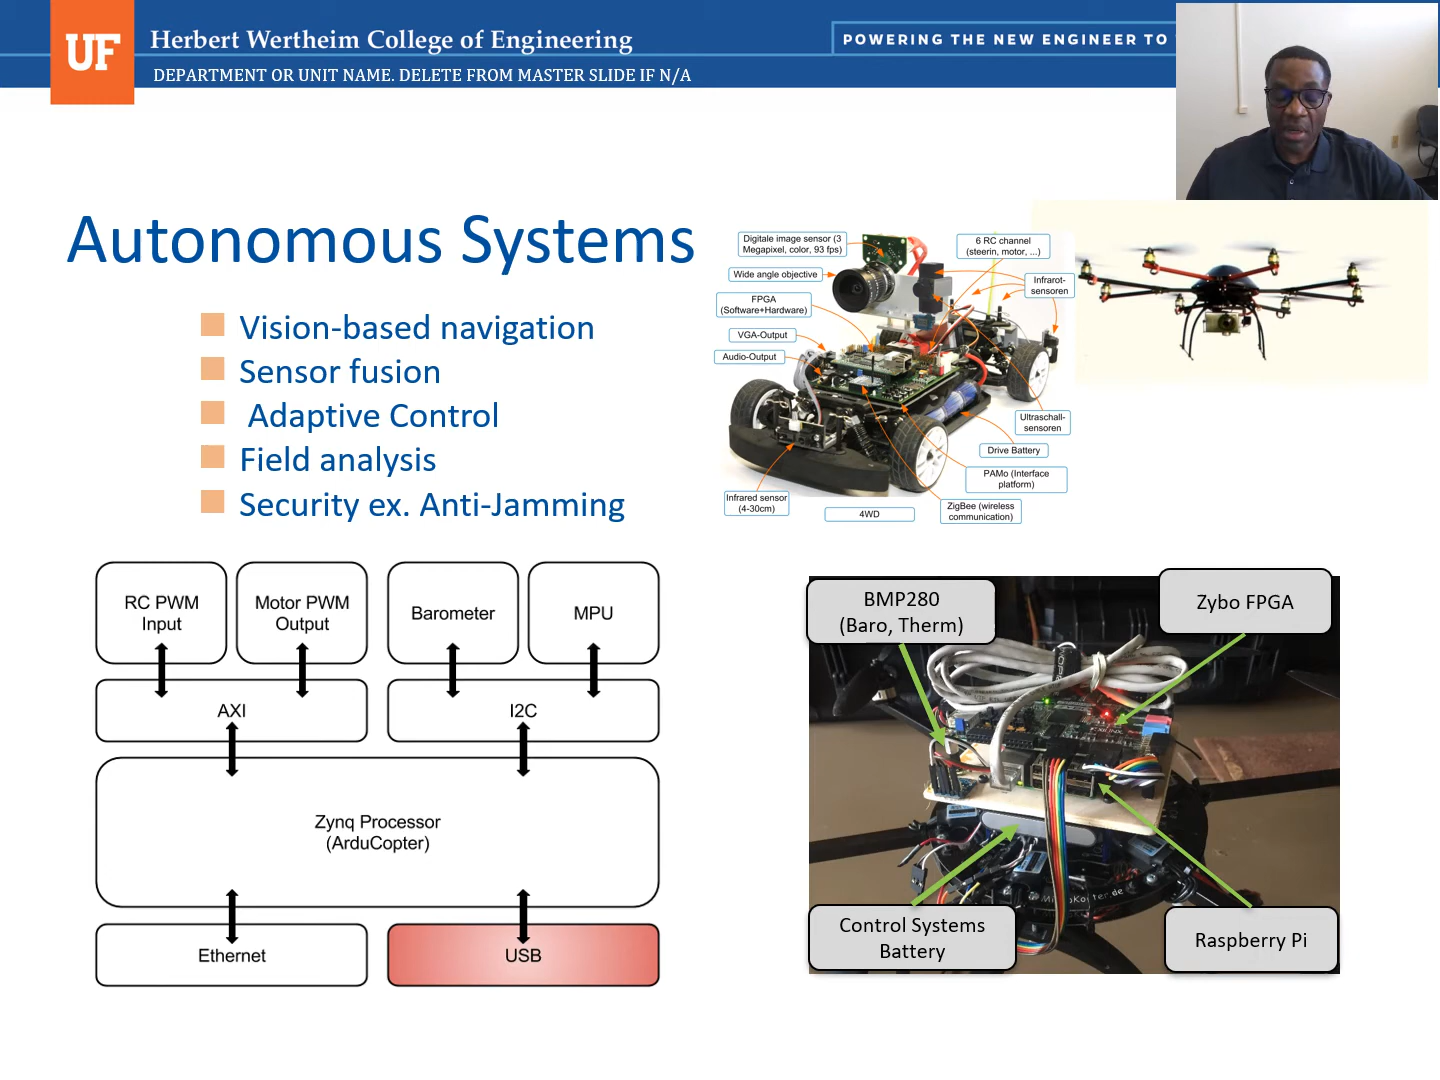 UF
Herbert Wertheim College of Engineering
POWERING THE NEW ENGINEER TO
DEPARTMENT OR UNIT NAME. DELETE FROM MASTER SLIDE IF N/A
Autonomous Systems
Vision-based navigation
Sensor fusion
Adaptive Control
Field analysis
Security ex. Anti-Jamming
Digitale image sensor (3
Megapixel, color, 93 fps)
Wide angle objective
FPGA
(Software+Hardware)
VGA-Output
Audio-Output
Infrared sensor
(4-30cm)
4WD
6 RC channel
(steerin, motor, ...)
Infrarot-
sensoren
Ultraschall-
sensoren
Drive Battery
PAMo (Interface
platform)
ZigBee (wireless
communication)
RC PWM
Input
Motor PWM
Output
Barometer
MPU
AXI
I2C
Zynq Processor
(ArduCopter)
Ethernet
USB
BMP280
(Baro, Therm)
Zybo FPGA
Control Systems
Battery
Raspberry Pi